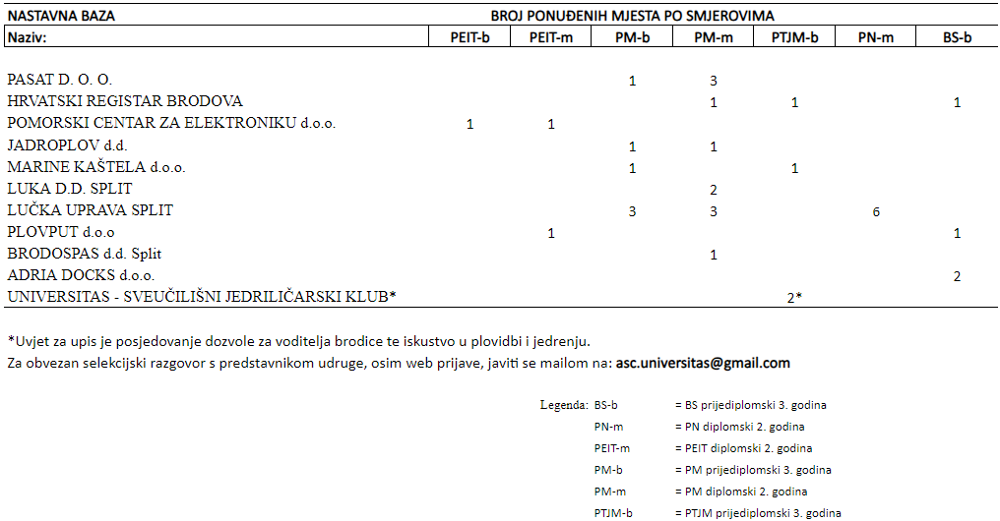 NASTAVNA BAZA BROJ PONUĐENIH MJESTA PO SMJEROVIMA
Naziv: PEIT-b PEIT-m PM-b PM-m PTJM-b PN-m BS-b
PASAT D. O. O. 1 3
HRVATSKI REGISTAR BRODOVA 1 1 1
POMORSKI CENTAR ZA ELEKTRONIKU d.o.o. 1 1
JADROPLOV d.d. 1 1
MARINE KAŠTELA d.o.o. 1 1
LUKA D.D. SPLIT 2
LUČKA UPRAVA SPLIT 3 3 6
PLOVPUT d.o.o 1 1
BRODOSPAS d.d. Split 1
ADRIA DOCKS d.o.o. 2
UNIVERSITAS - SVEUČILIŠNI JEDRILIČARSKI KLUB* 2*
*Uvjet za upis je posjedovanje dozvole za voditelja brodice te iskustvo u plovidbi i jedrenju.
Za obvezan selekcijski razgovor s predstavnikom udruge, osim web prijave, javiti se mailom na: asc.universitas@gmail.com
Legenda: BS-b = BS prijediplomski 3. godina
PN-m = PN diplomski 2. godina
PEIT-m = PEIT diplomski 2. godina
PM-b = PM prijediplomski 3. godina
PM-m = PM diplomski 2. godina
PTJM-b = PTJM prijediplomski 3. godina